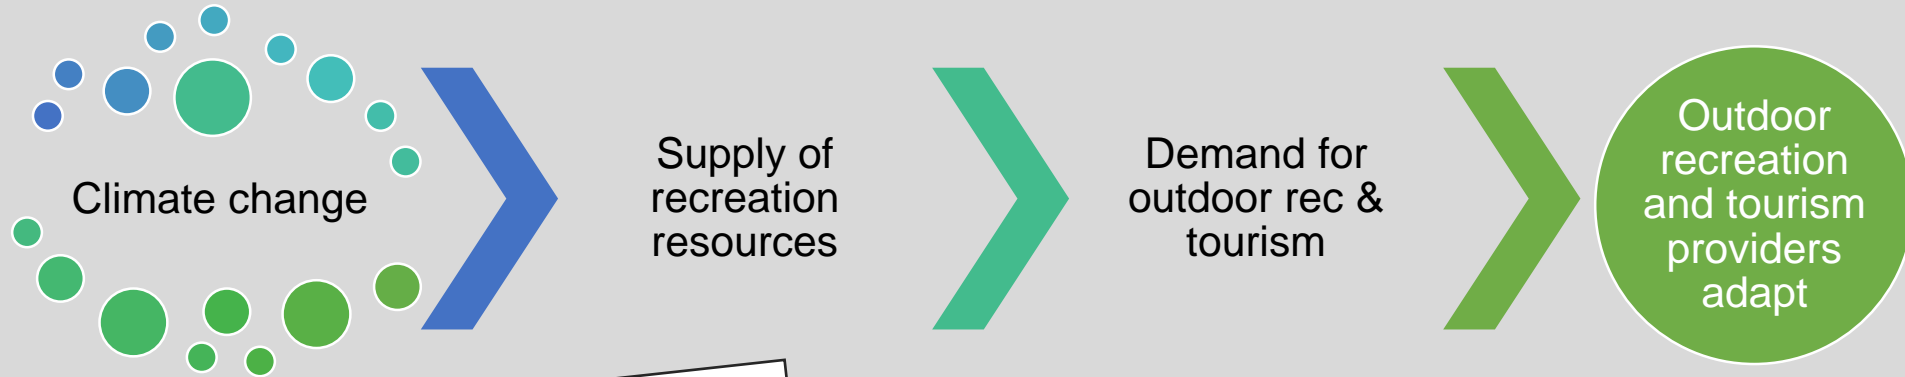 Climate change
Supply of
recreation
resources
Demand for
outdoor rec &
tourism
Outdoor
recreation
and tourism
providers
adapt